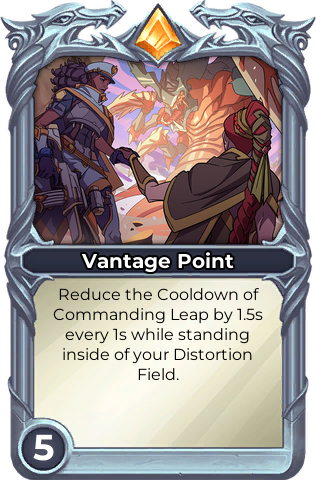 Vantage Point
Reduce the Cooldown of
Commanding Leap by 1.5s
every 1s while standing
inside of your Distortion
Field.
5